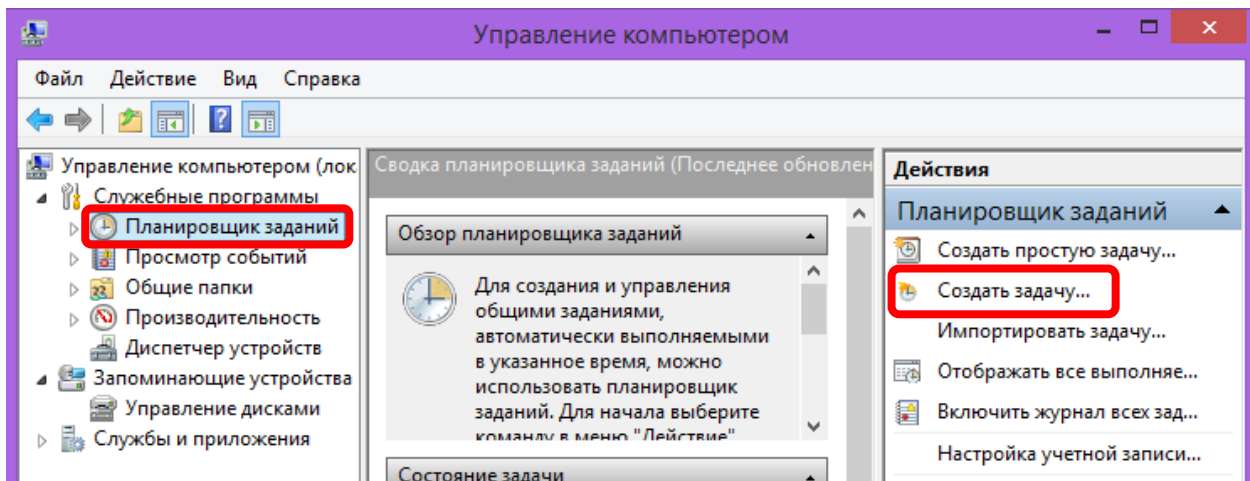 Управление компьютером
Файл Действие Вид Справка
Управление компьютером (лок
Служебные программы
Планировщик заданий
Просмотр событий
Общие папки
Производительность
Диспетчер устройств
Запоминающие устройства
Управление дисками
Службы и приложения
Сводка планировщика заданий (Последнее обновлен
Обзор планировщика заданий
Для создания и управления
общими заданиями,
автоматически выполняемыми
в указанное время, можно
использовать планировщик
заданий. Для начала выберите
команду в меню "Действие"
Состояние задачи
Действия
Планировщик заданий
Создать простую задачу...
Создать задачу...
Импортировать задачу...
Отображать все выполняе...
Включить журнал всех зад...
Настройка учетной записи...